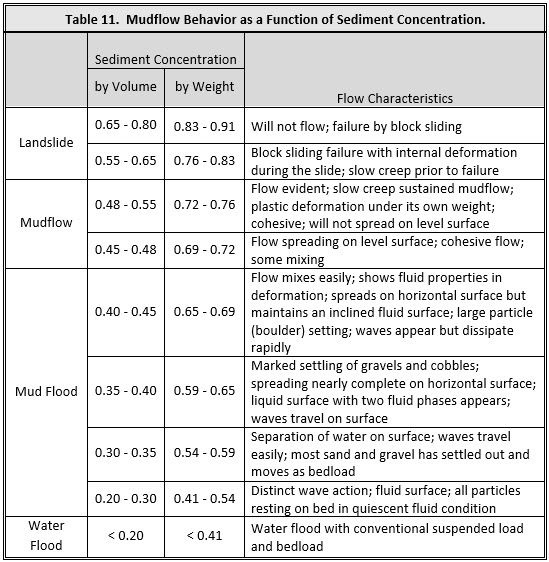 Table 11. Mudflow Behavior as a Function of Sediment Concentration.
Sediment Concentration
by Volume by Weight Flow Characteristics
Landslide
0.65 - 0.80 0.83 - 0.91 Will not flow; failure by block sliding
0.55 - 0.65 0.76 - 0.83 Block sliding failure with internal deformation
during the slide; slow creep prior to failure
Mudflow
0.48 - 0.55 0.72 - 0.76 Flow evident; slow creep sustained mudflow;
plastic deformation under its own weight;
cohesive; will not spread on level surface
0.45 - 0.48 0.69 - 0.72 Flow spreading on level surface; cohesive flow;
some mixing
Mud Flood
0.40 - 0.45 0.65 - 0.69 Flow mixes easily; shows fluid properties in
deformation; spreads on horizontal surface but
maintains an inclined fluid surface; large particle
(boulder) setting; waves appear but dissipate
rapidly
0.35 - 0.40 0.59 - 0.65 Marked settling of gravels and cobbles;
spreading nearly complete on horizontal surface;
liquid surface with two fluid phases appears;
waves travel on surface
0.30 - 0.35 0.54 - 0.59 Separation of water on surface; waves travel
easily; most sand and gravel has settled out and
moves as bedload
0.20 - 0.30 0.41 - 0.54 Distinct wave action; fluid surface; all particles
resting on bed in quiescent fluid condition
Water
Flood
< 0.20 < 0.41 Water flood with conventional suspended load
and bedload